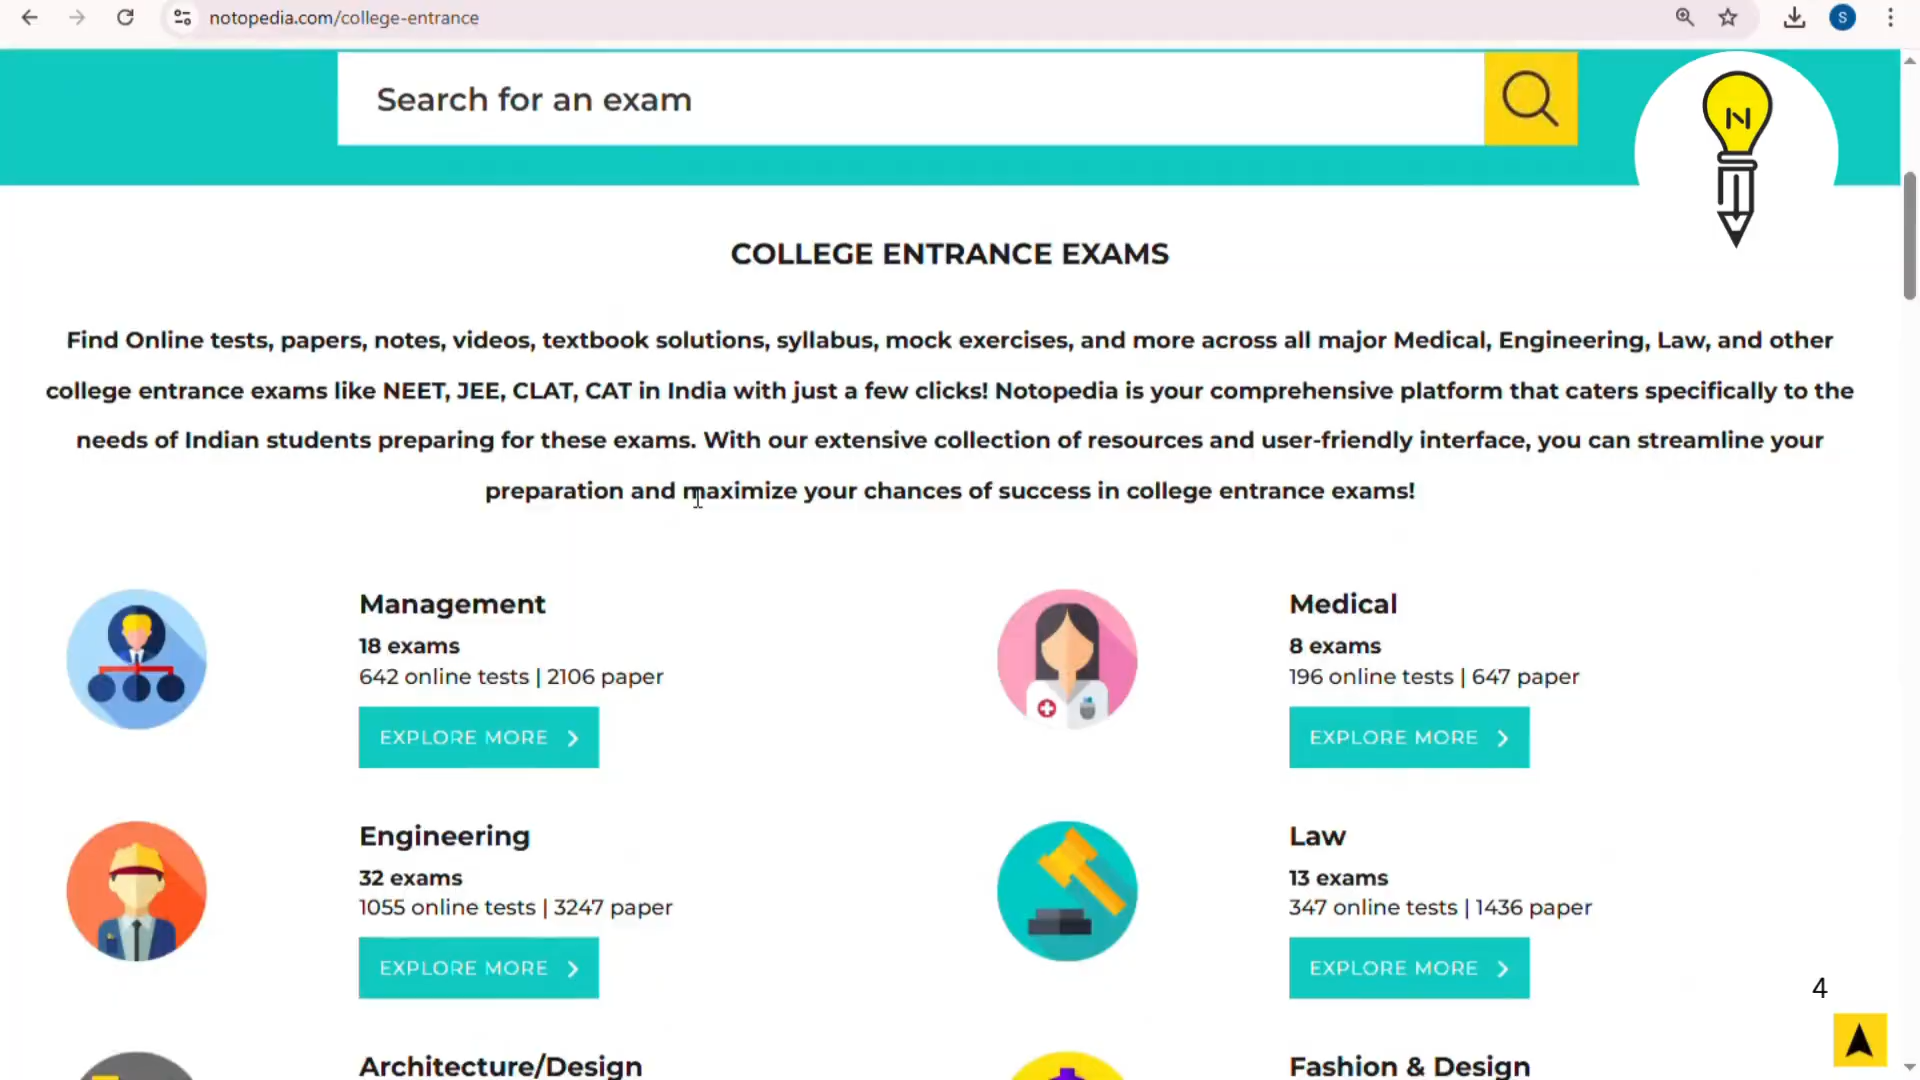 notopedia.com/college-entrance
S
Search for an exam
N
COLLEGE ENTRANCE EXAMS
Find Online tests, papers, notes, videos, textbook solutions, syllabus, mock exercises, and more across all major Medical, Engineering, Law, and other
college entrance exams like NEET, JEE, CLAT, CAT in India with just a few clicks! Notopedia is your comprehensive platform that caters specifically to the
needs of Indian students preparing for these exams. With our extensive collection of resources and user-friendly interface, you can streamline your
preparation and maximize your chances of success in college entrance exams!
Management
18 exams
642 online tests | 2106 paper
EXPLORE MORE
Medical
8 exams
196 online tests | 647 paper
EXPLORE MORE
Engineering
32 exams
1055 online tests | 3247 paper
EXPLORE MORE
Law
13 exams
347 online tests | 1436 paper
EXPLORE MORE
4
Architecture/Design
Fashion & Design